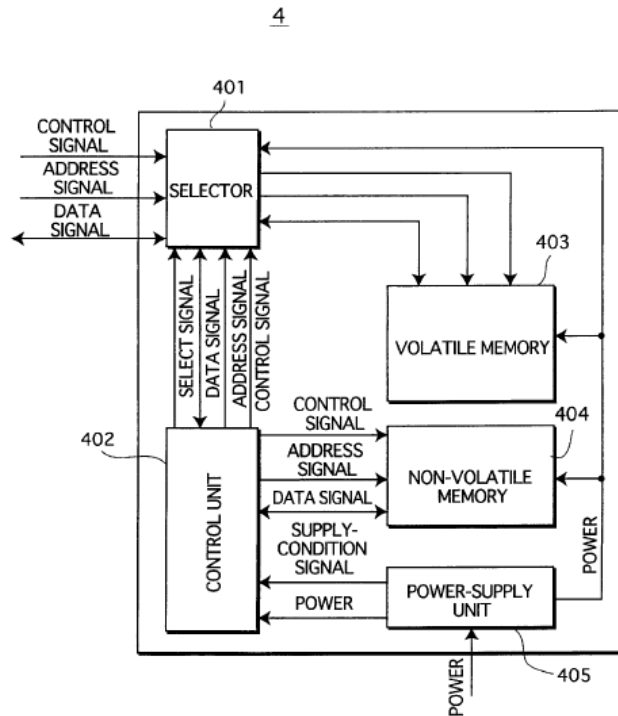 4
401
CONTROL
SIGNAL
ADDRESS
SIGNAL
DATA
SIGNAL
SELECTOR
403
VOLATILE MEMORY
SELECT SIGNAL
DATA SIGNAL
ADDRESS SIGNAL
CONTROL SIGNAL
402
CONTROL UNIT
CONTROL
SIGNAL
ADDRESS
SIGNAL
DATA SIGNAL
404
NON-VOLATILE
MEMORY
SUPPLY-
CONDITION
SIGNAL
POWER
POWER-SUPPLY
UNIT
POWER
405
POWER